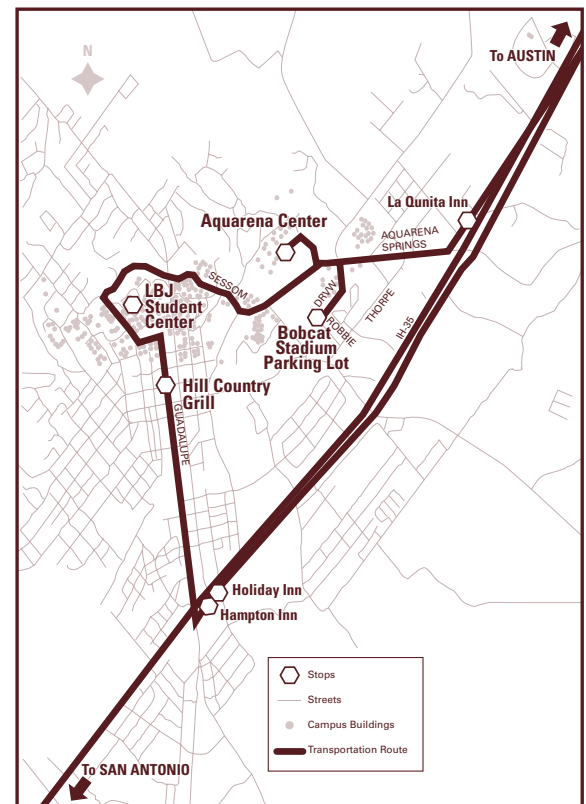 To AUSTIN
N
La Qunita Inn
Aquarena Center
AQUARENA
SPRINGS
SESSOM
LBJ
Student
Center
DRVW.
ROBBIE
THORPE
Bobcat
Stadium
Parking Lot
IH-35
Hill Country
Grill
GUADALUPE
Holiday Inn
Hampton Inn
Stops
Streets
Campus Buildings
Transportation Route
To SAN ANTONIO